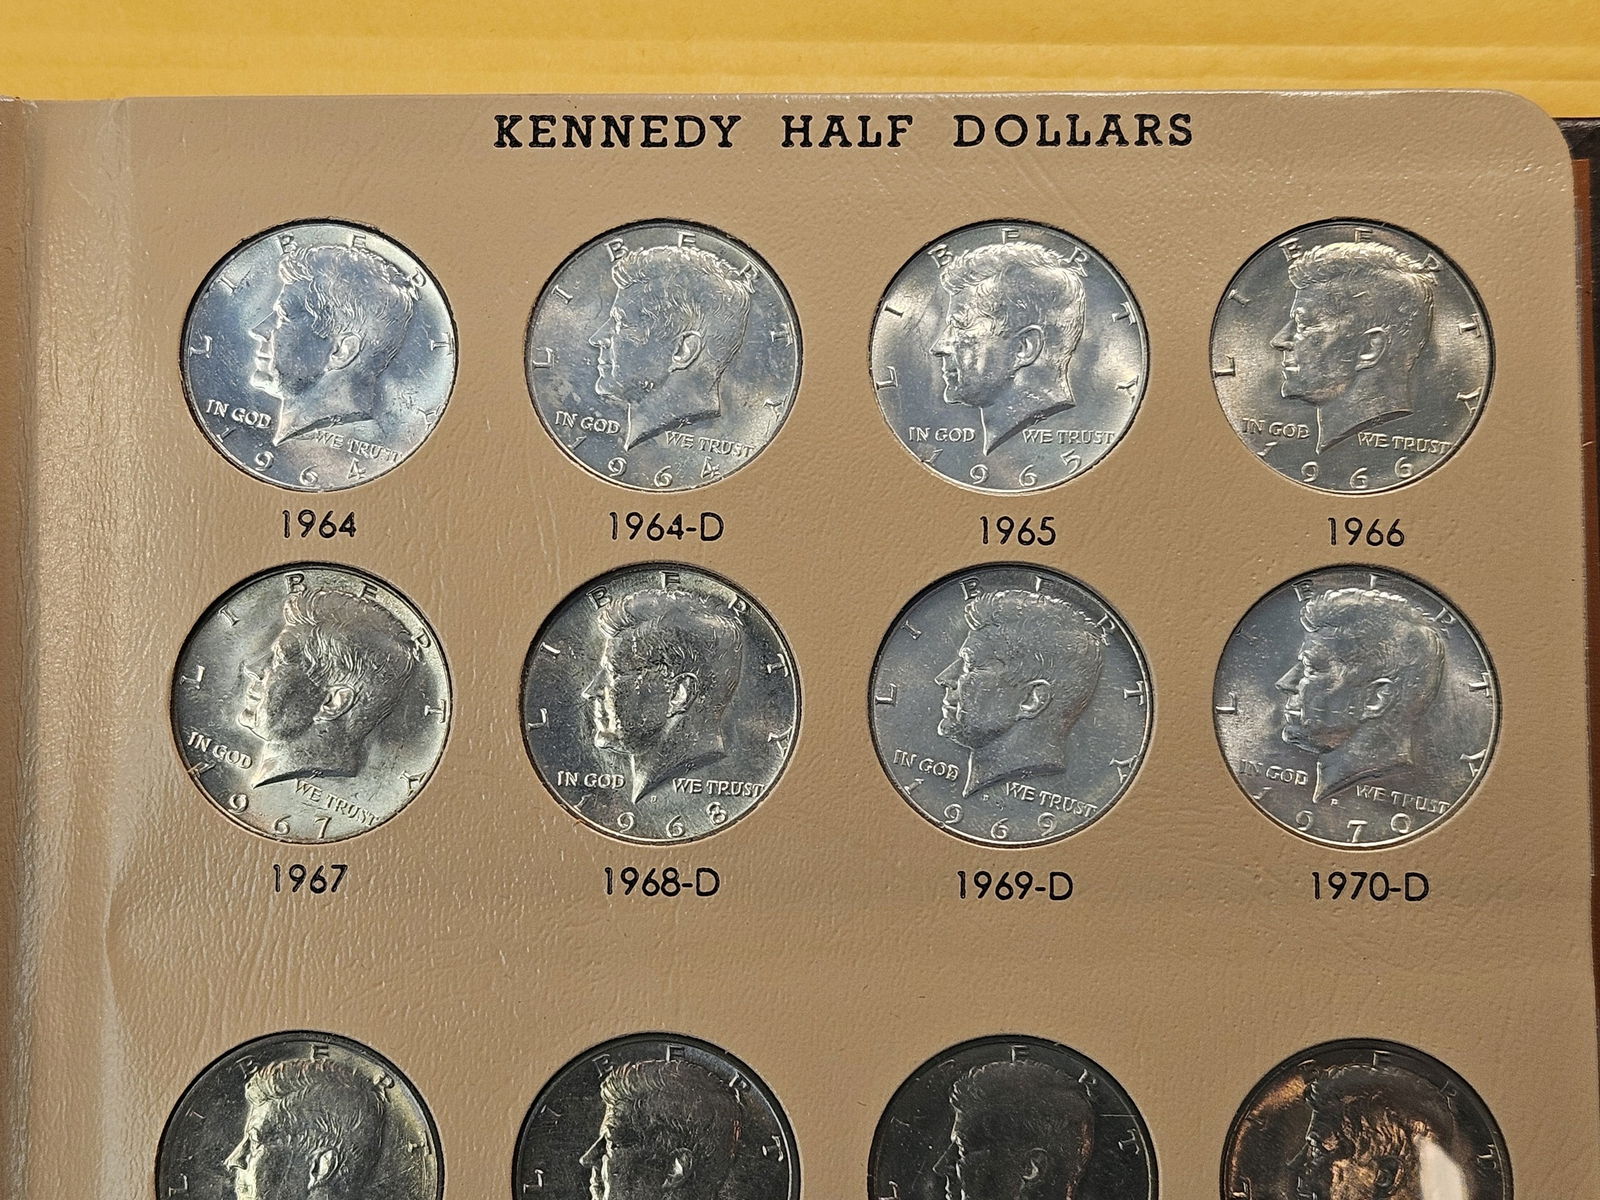 KENNEDY HALF DOLLARS
LIBERTY
IN GOD WE TRUST
1964
LIBERTY
IN GOD WE TRUST
1964
LIBERTY
IN GOD WE TRUST
1965
LIBERTY
IN GOD WE TRUST
1966
1964 1964-D 1965 1966
LIBERTY
IN GOD WE TRUST
1967
LIBERTY
IN GOD WE TRUST
D
1968
LIBERTY
IN GOD WE TRUST
D
1969
LIBERTY
IN GOD WE TRUST
D
1970
1967 1968-D 1969-D 1970-D